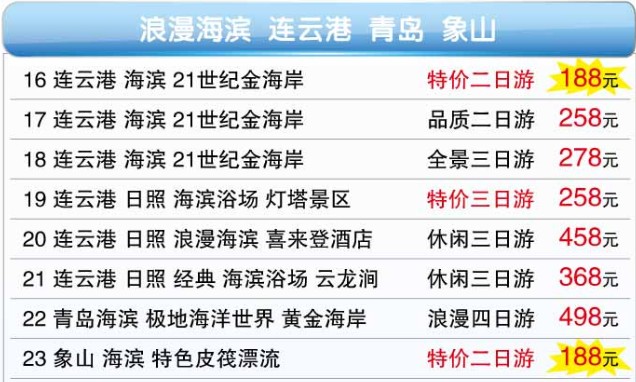 浪漫海滨 连云港 青岛 象山
16 连云港 海滨 21世纪金海岸 特价二日游 188元
17 连云港 海滨 21世纪金海岸 品质二日游 258元
18 连云港 海滨 21世纪金海岸 全景三日游 278元
19 连云港 日照 海滨浴场 灯塔景区 特价三日游 258元
20 连云港 日照 浪漫海滨 喜来登酒店 休闲三日游 458元
21 连云港 日照 经典 海滨浴场 云龙涧 休闲三日游 368元
22 青岛海滨 极地海洋世界 黄金海岸 浪漫四日游 498元
23 象山 海滨 特色皮筏漂流 特价二日游 188元